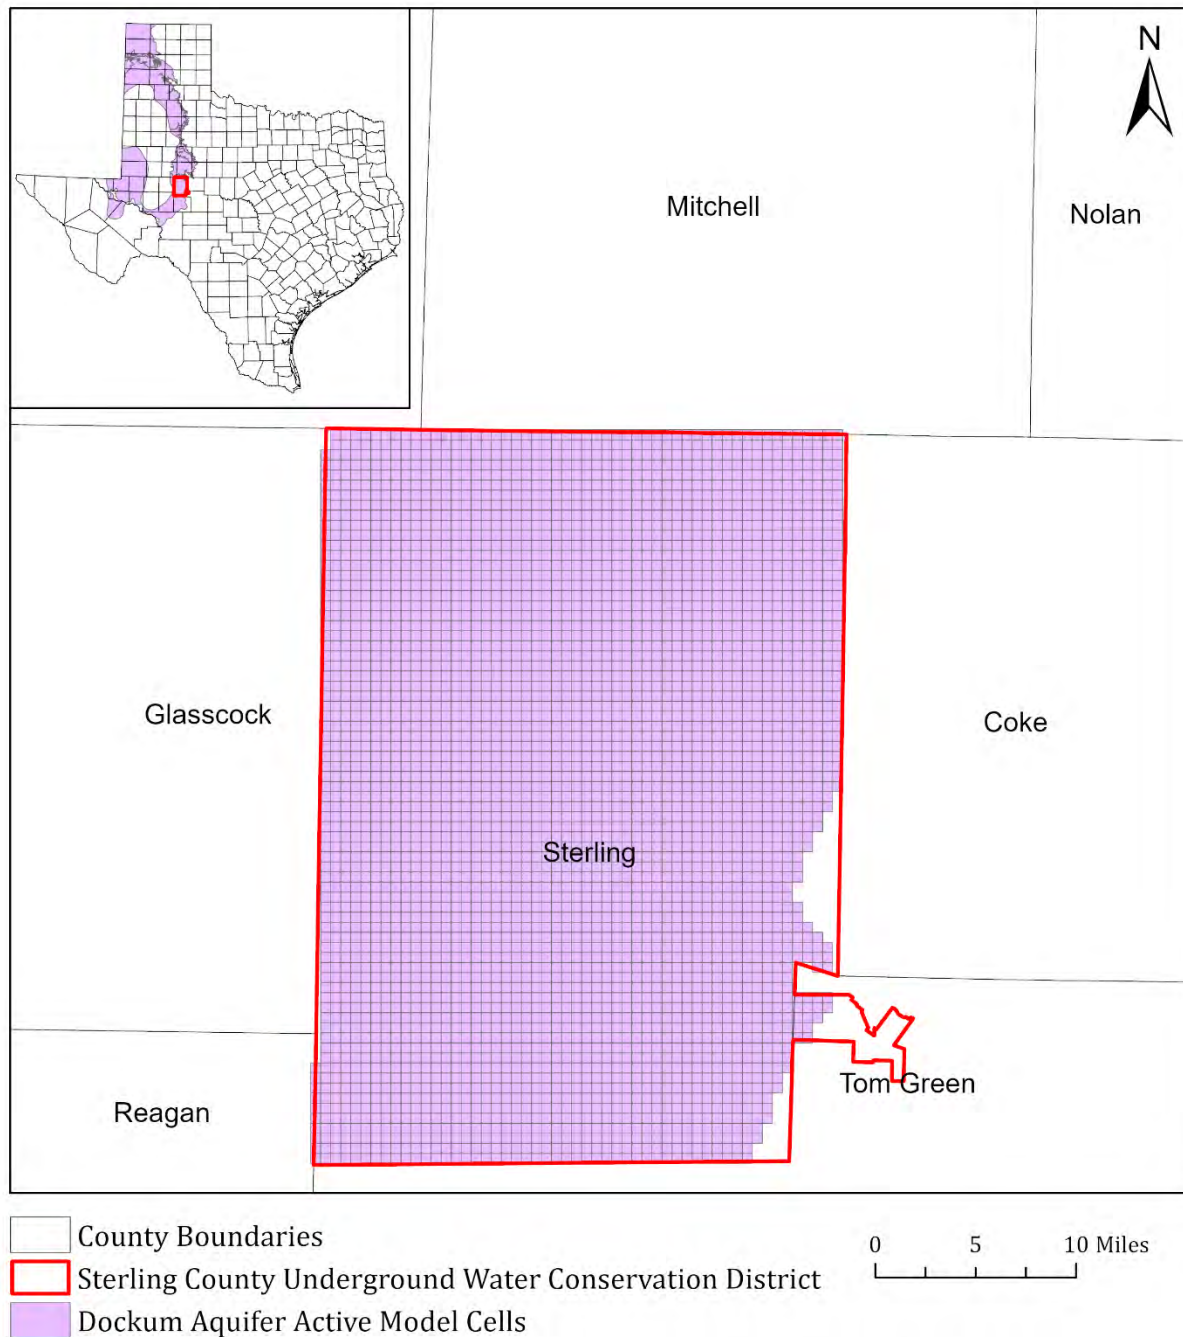 N
Mitchell
Nolan
Glasscock
Coke
Sterling
Tom Green
Reagan
County Boundaries
0 5 10 Miles
Sterling County Underground Water Conservation District
Dockum Aquifer Active Model Cells